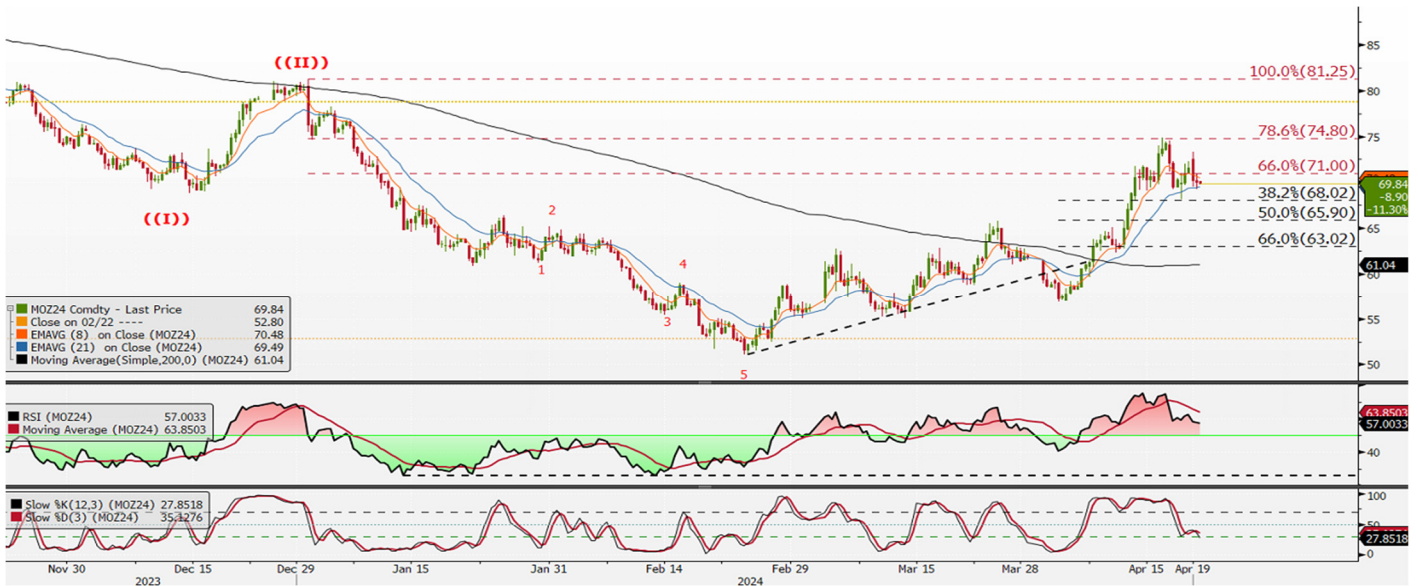 ((II))
((I))
1
2
3
4
5
100.0%(81.25)
78.6%(74.80)
66.0%(71.00)
38.2%(68.02)
50.0%(65.90)
66.0%(63.02)
85
80
75
69.84
-8.90
-11.30%
65
61.04
60
55
50
MOZ24 Comdty - Last Price 69.84
Close on 02/22 ---- 52.80
EMAVG (8) on Close (MOZ24) 70.48
EMAVG (21) on Close (MOZ24) 69.49
Moving Average(Simple,200,0) (MOZ24) 61.04
RSI (MOZ24) 57.0033
Moving Average (MOZ24) 63.8503
63.8503
57.0033
40
Slow %K(12,3) (MOZ24) 27.8518
Slow %D(3) (MOZ24) 35.1276
100
50
27.8518
0
Nov 30 Dec 15 Dec 29 Jan 15 Jan 31 Feb 14 Feb 29 Mar 15 Mar 28 Apr 15 Apr 19
2023 2024